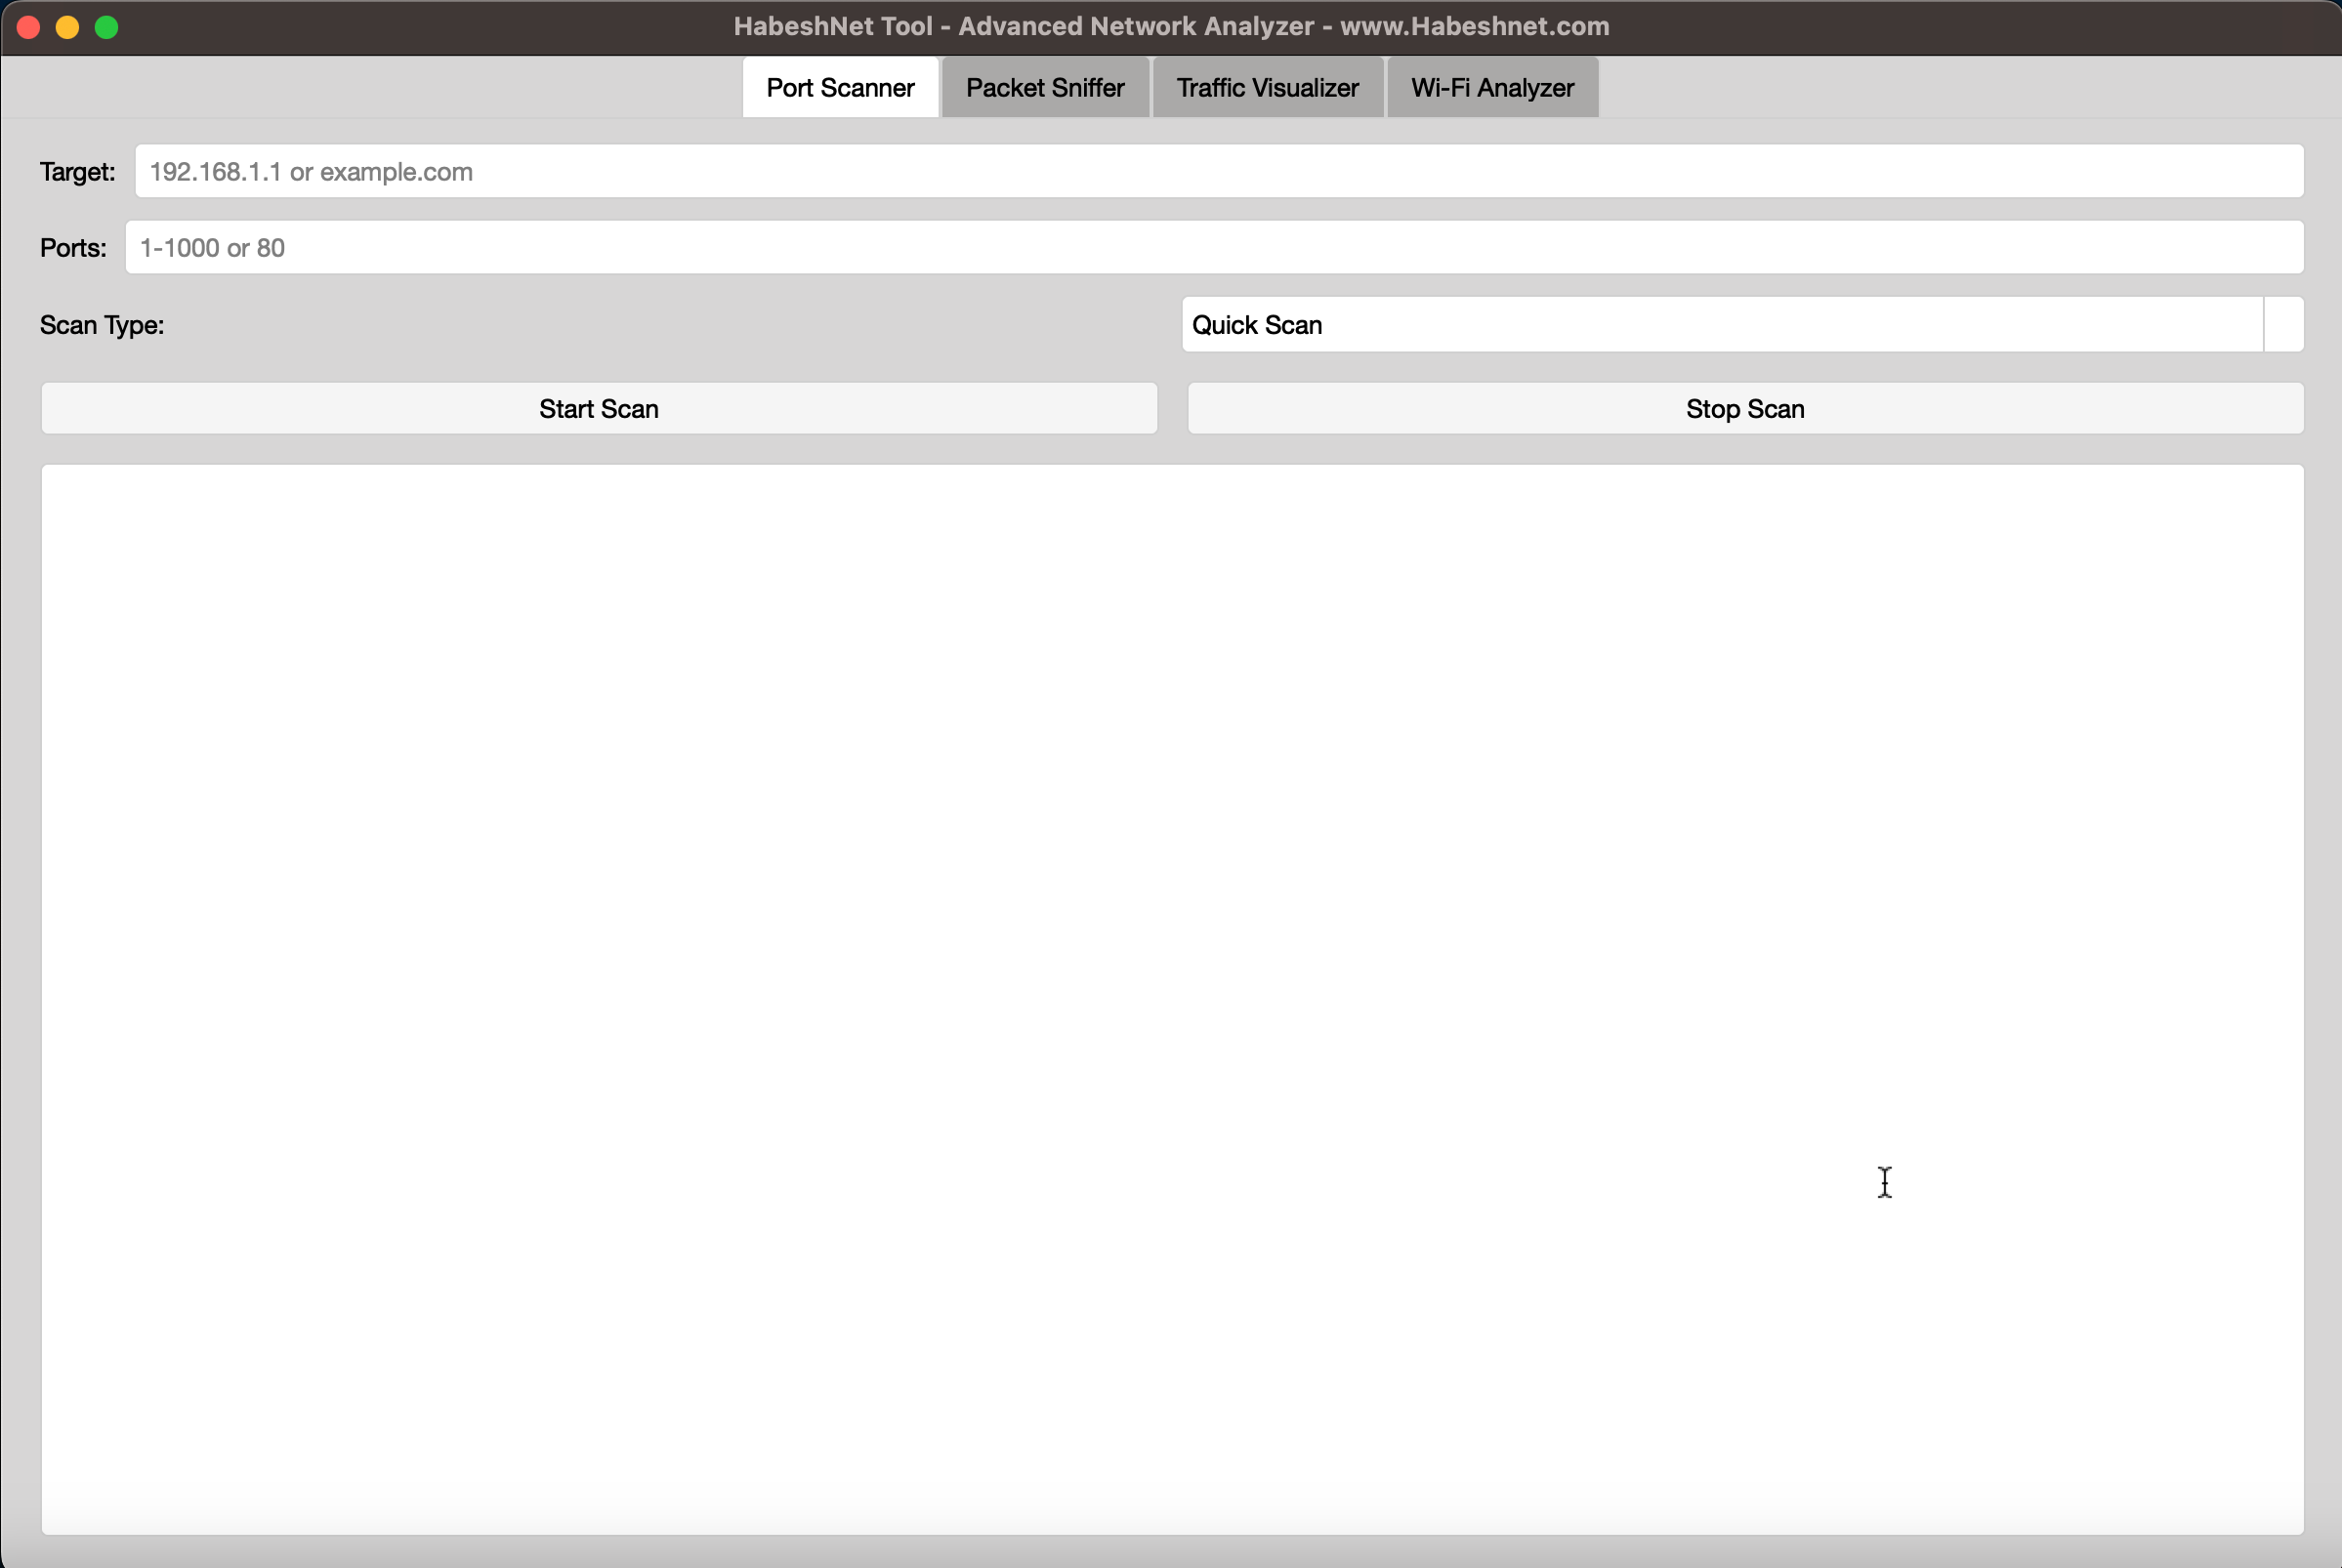 HabeshNet Tool - Advanced Network Analyzer - www.Habeshnet.com
Port Scanner Packet Sniffer Traffic Visualizer Wi-Fi Analyzer
Target: 192.168.1.1 or example.com
Ports: 1-1000 or 80
Scan Type: Quick Scan
Start Scan Stop Scan